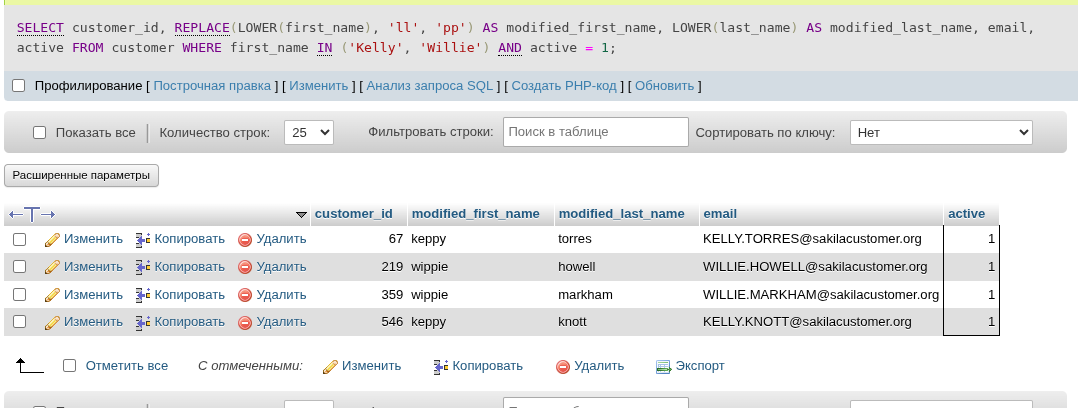 SELECT customer_id, REPLACE(LOWER(first_name), 'll', 'pp') AS modified_first_name, LOWER(last_name) AS modified_last_name, email,
active FROM customer WHERE first_name IN ('Kelly', 'Willie') AND active = 1;
Профилирование [ Построчная правка ] [ Изменить ] [ Анализ запроса SQL ] [ Создать PHP-код ] [ Обновить ]
Показать все Количество строк: 25 Фильтровать строки: Поиск в таблице Сортировать по ключу: Нет
Расширенные параметры
customer_id modified_first_name modified_last_name email active
Изменить Копировать Удалить 67 keppy torres KELLY.TORRES@sakilacustomer.org 1
Изменить Копировать Удалить 219 wippie howell WILLIE.HOWELL@sakilacustomer.org 1
Изменить Копировать Удалить 359 wippie markham WILLIE.MARKHAM@sakilacustomer.org 1
Изменить Копировать Удалить 546 keppy knott KELLY.KNOTT@sakilacustomer.org 1
Отметить все С отмеченными: Изменить Копировать Удалить Экспорт